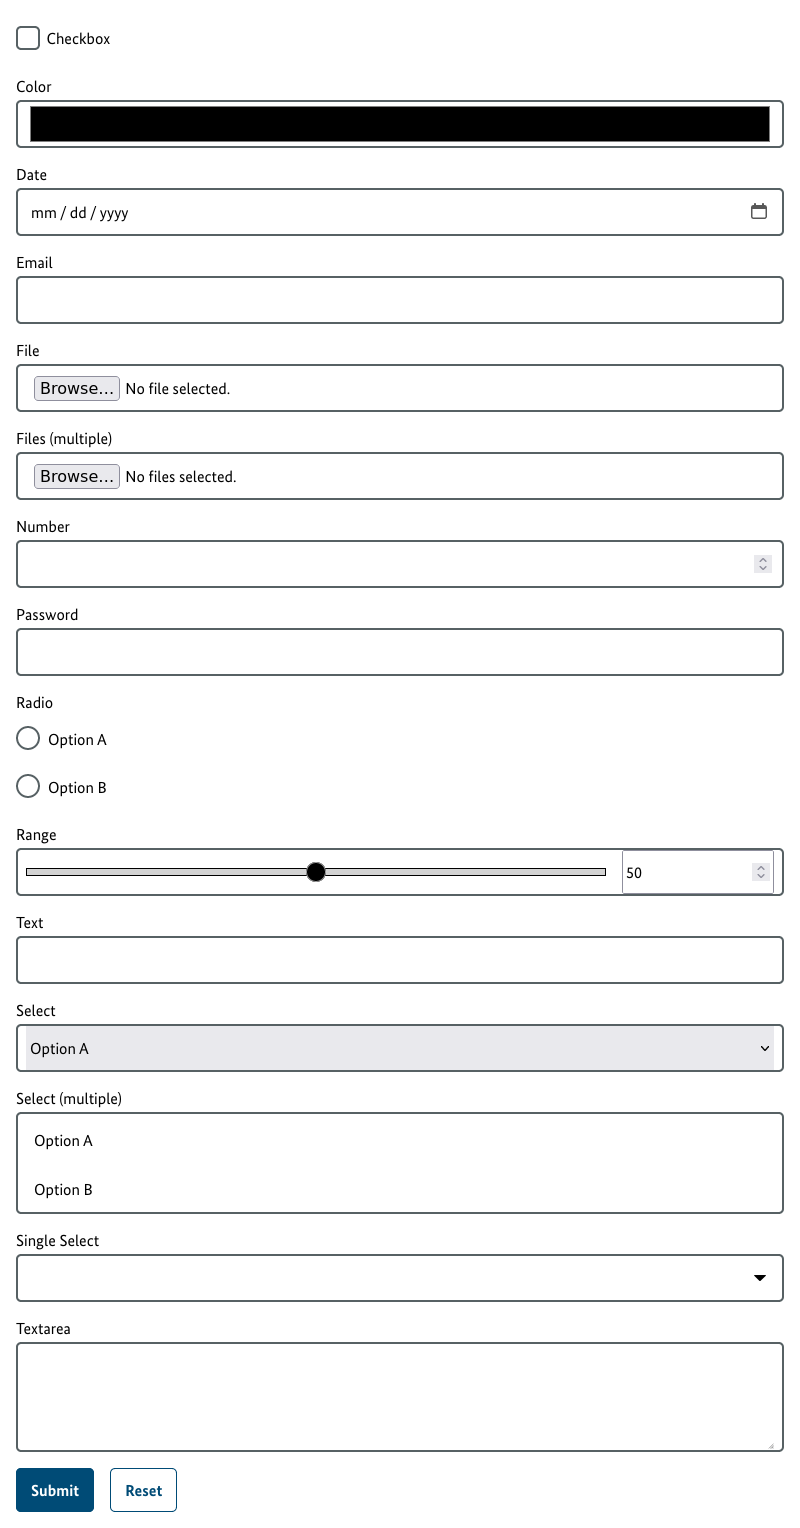 Checkbox
Color
Date
mm / dd / yyyy
Email
File
Browse... No file selected.
Files (multiple)
Browse... No files selected.
Number
Password
Radio
Option A
Option B
Range
50
Text
Select
Option A
Select (multiple)
Option A
Option B
Single Select
Textarea
Submit Reset